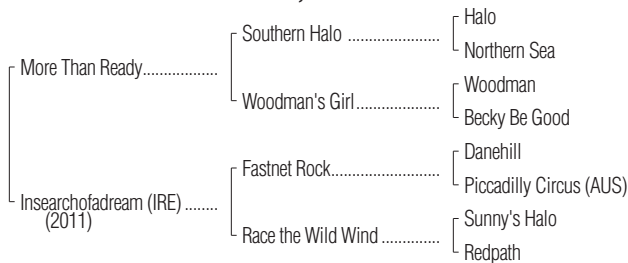 Halo
Southern Halo ...................
Northern Sea
More Than Ready..................
Woodman
Woodman's Girl.....................
Becky Be Good
Danehill
Fastnet Rock.........................
Piccadilly Circus (AUS)
Insearchofadream (IRE) ........
(2011)
Sunny's Halo
Race the Wild Wind ..............
Redpath